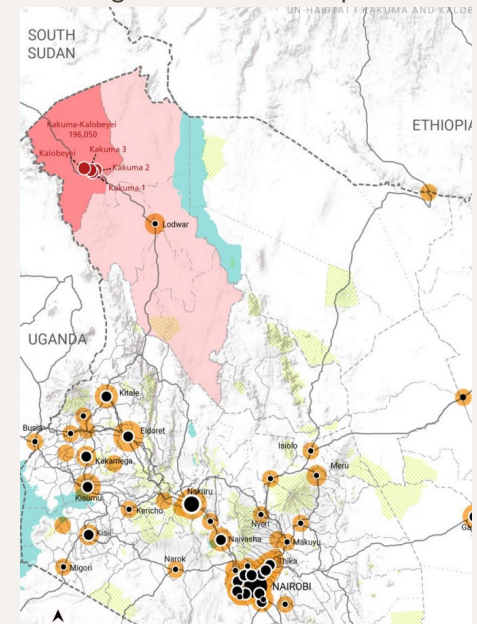 UN-HABITAT / KAKUMA AND KALOBE
SOUTH
SUDAN
ETHIOPIA
Kakuma-Kalobeyei
196,050
Kalobeyei
Kakuma 3
Kakuma 2
Kakuma 1
Lodwar
UGANDA
Kitale
Busia
Eldoret
Kakamega
Isiolo
Meru
Kisumu
Nakuru
Kericho
Nyeri
Kisii
Naivasha
Makuyu
Migori
Narok
Thika
NAIROBI
Ga